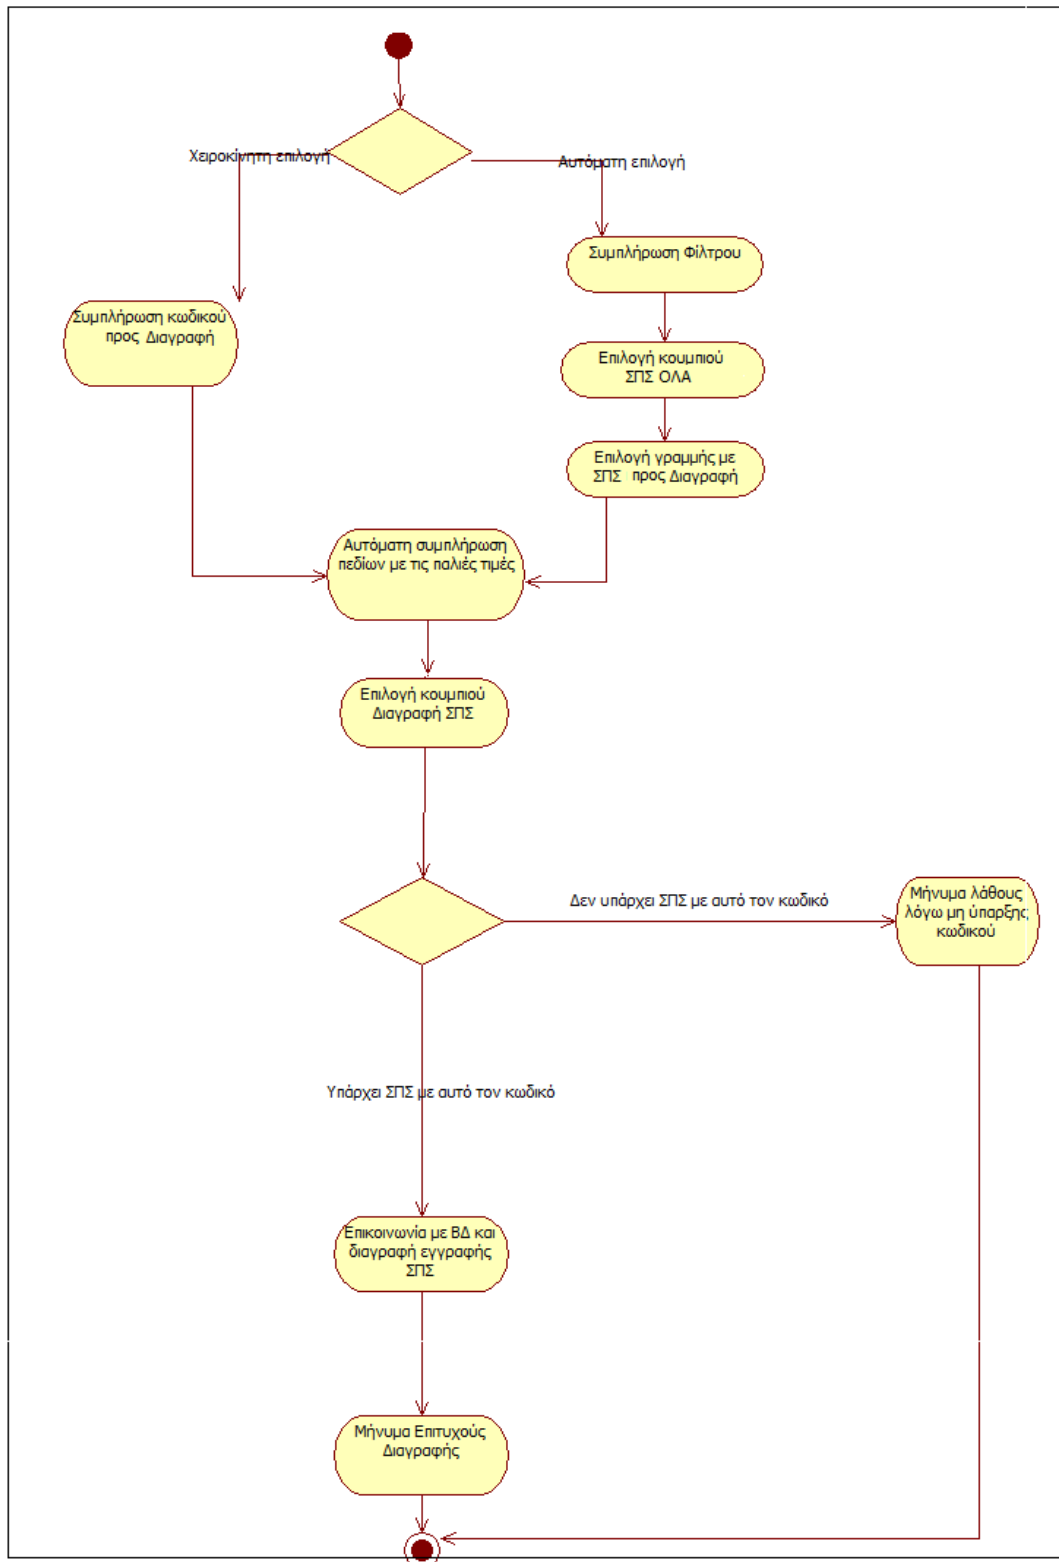 Χειροκίνητη επιλογή
Αυτόματη επιλογή
Συμπλήρωση Φίλτρου
Συμπλήρωση κωδικού
προς Διαγραφή
Επιλογή κουμπιού
ΣΠΣ ΟΛΑ
Επιλογή γραμμής με
ΣΠΣ προς Διαγραφή
Αυτόματη συμπλήρωση
πεδίων με τις παλιές τιμές
Επιλογή κουμπιού
Διαγραφή ΣΠΣ
Δεν υπάρχει ΣΠΣ με αυτό τον κωδικό
Μήνυμα λάθους
λόγω μη ύπαρξης
κωδικού
Υπάρχει ΣΠΣ με αυτό τον κωδικό
Επικοινωνία με ΒΔ και
διαγραφή εγγραφής
ΣΠΣ
Μήνυμα Επιτυχούς
Διαγραφής